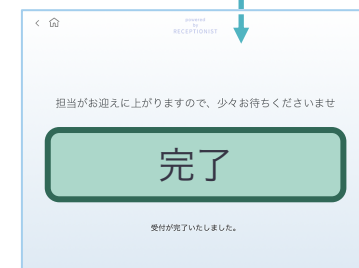 powered
by
RECEPTIONIST
担当がお迎えに上がりますので、少々お待ちくださいませ
完了
受付が完了いたしました。